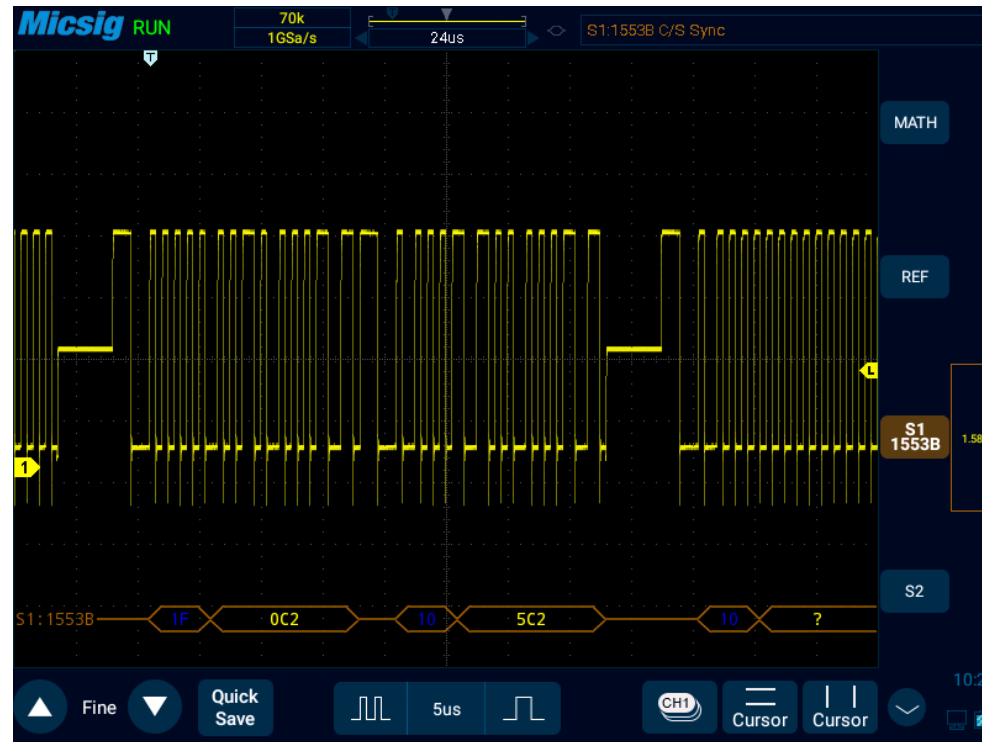 Micsig RUN
70k
1GSa/s
24us
S1:1553B C/S Sync
T
MATH
REF
L
S1
1553B
1.58
1
S2
S1:1553B
1F
0C2
10
5C2
10
?
Fine
Quick
Save
5us
CH1
Cursor
Cursor
10:2